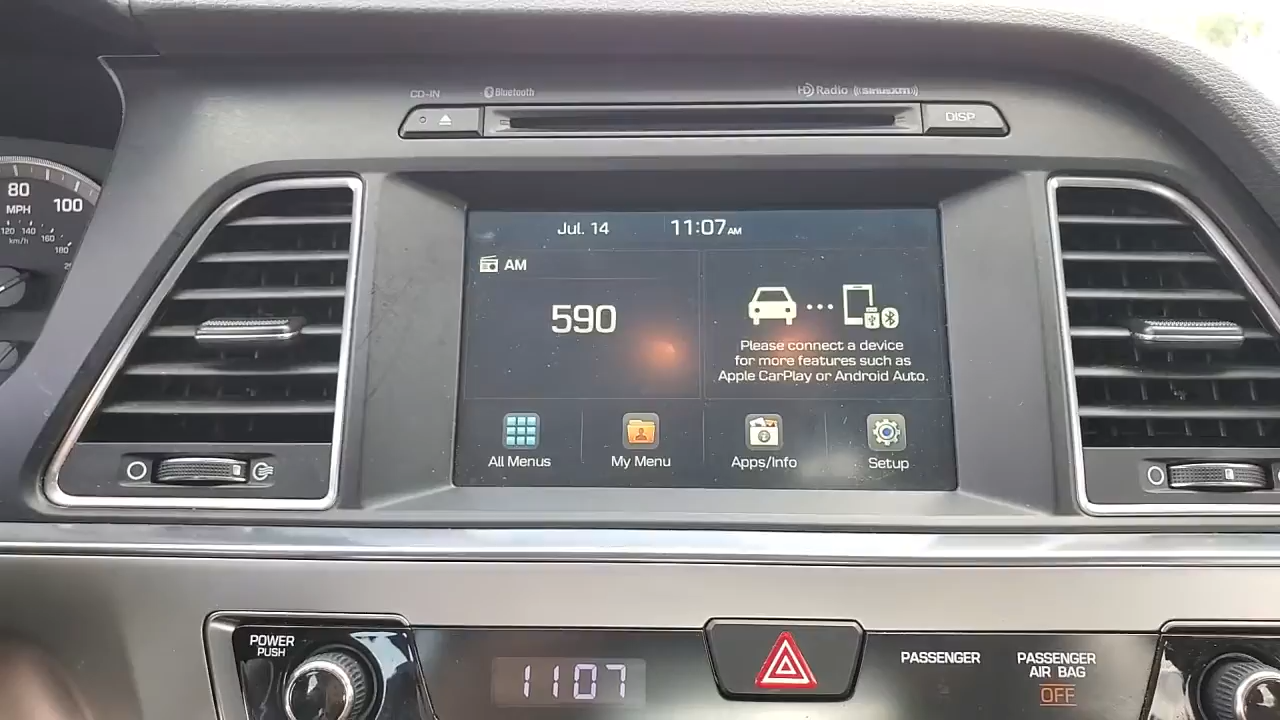 CD-IN
Bluetooth
HD Radio
((SiriusXM))
DISP
80
MPH
100
120
140
km/h
160
180
Jul. 14
11:07 AM
AM
590
Please connect a device
for more features such as
Apple CarPlay or Android Auto.
All Menus
My Menu
Apps/Info
Setup
POWER
PUSH
1107
PASSENGER
PASSENGER
AIR BAG
OFF